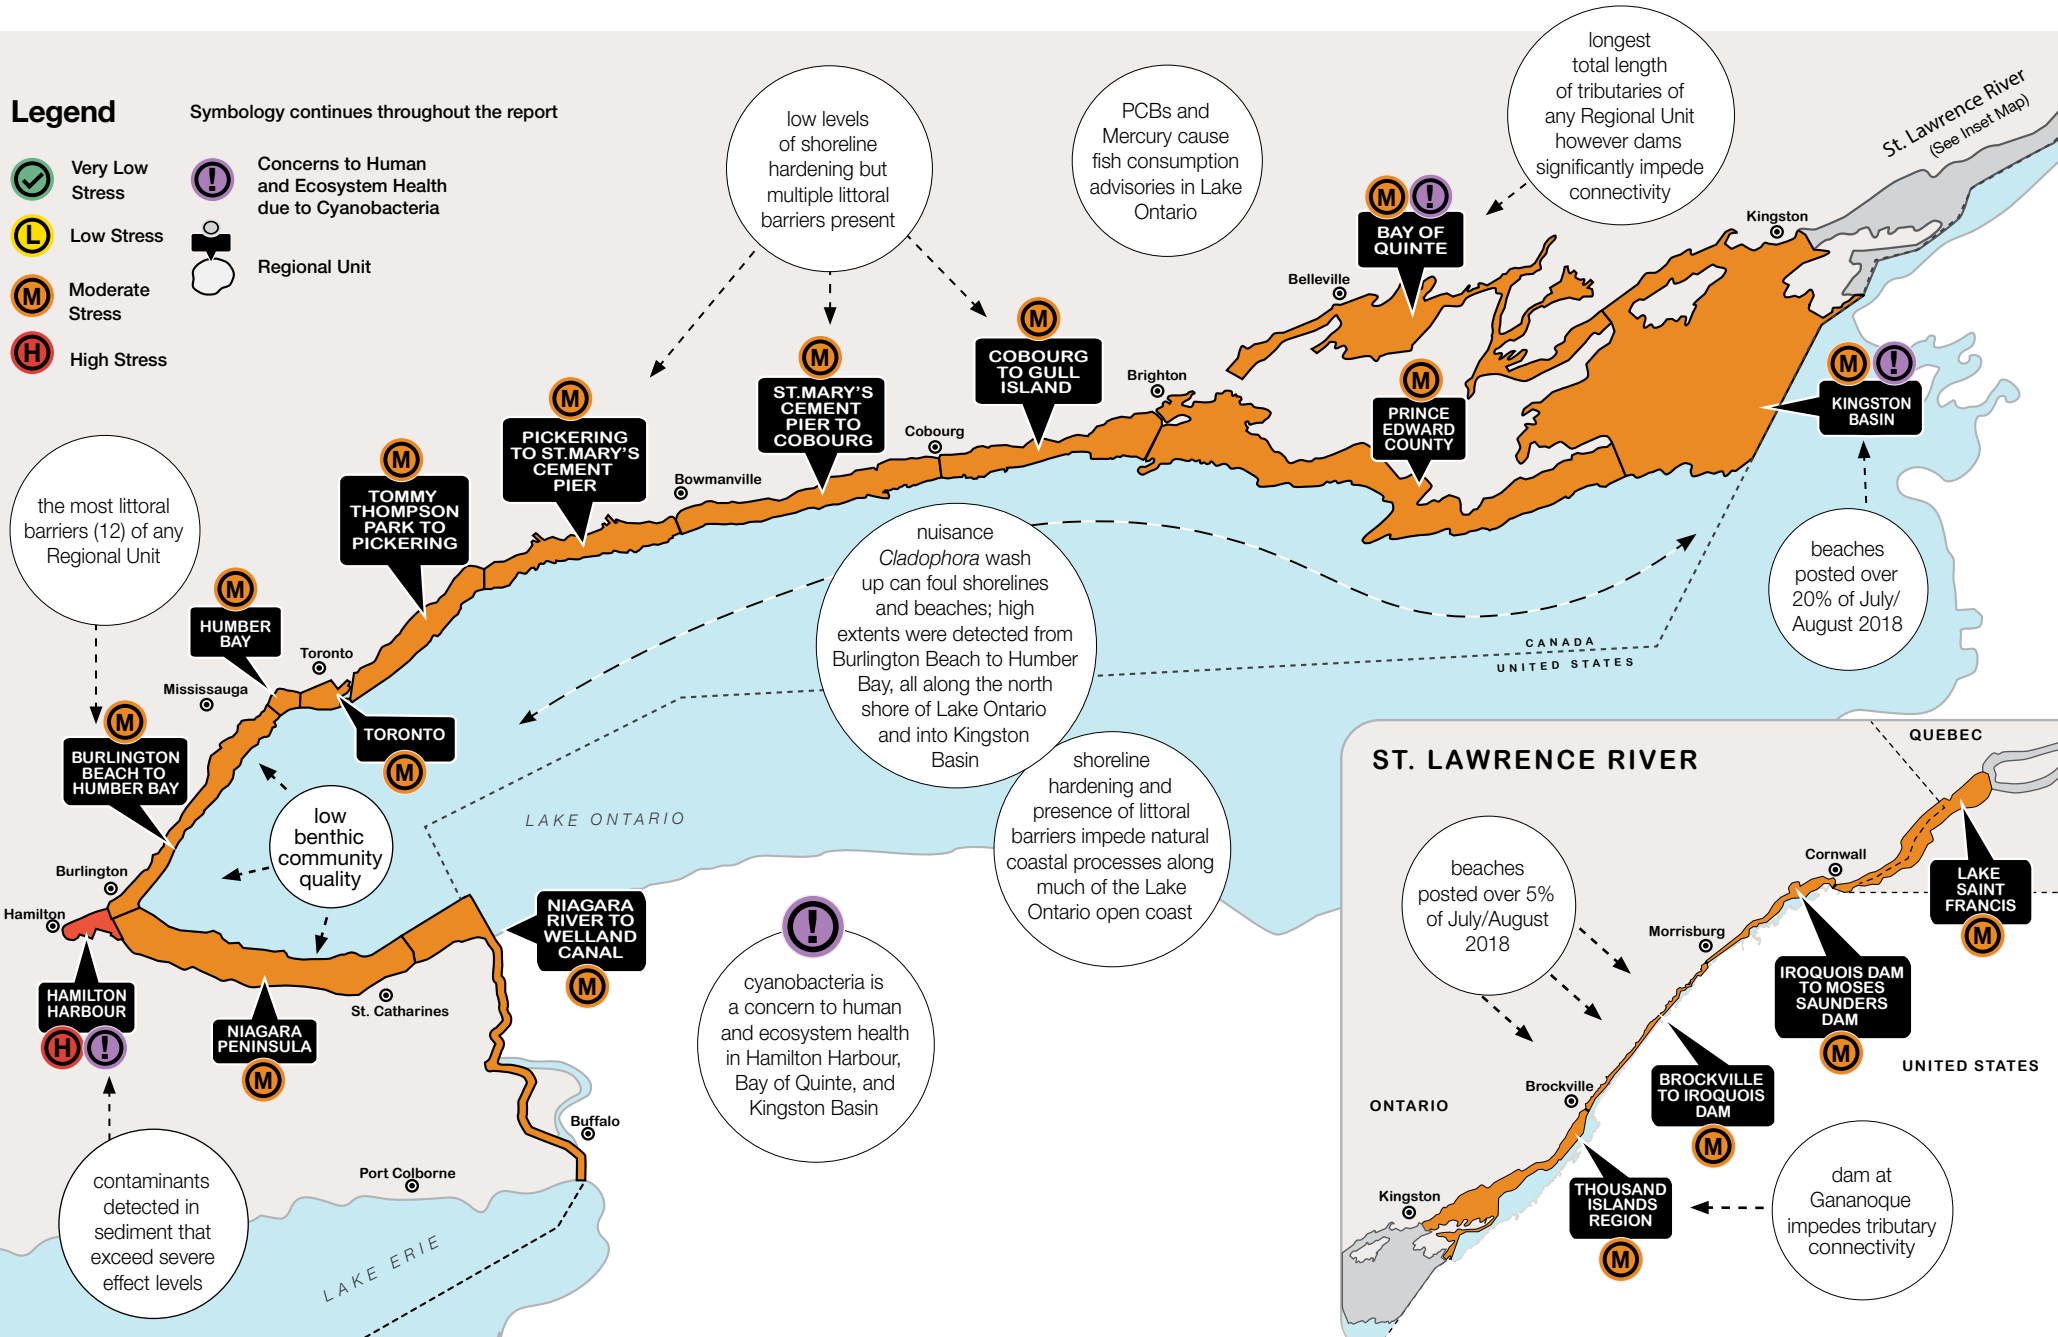 Legend
Symbology continues throughout the report
Very Low
Stress
L
Low Stress
M
Moderate
Stress
H
High Stress
!
Concerns to Human
and Ecosystem Health
due to Cyanobacteria
Regional Unit
low levels
of shoreline
hardening but
multiple littoral
barriers present
PCBs and
Mercury cause
fish consumption
advisories in Lake
Ontario
longest
total length
of tributaries of
any Regional Unit
however dams
significantly impede
connectivity
St. Lawrence River
(See Inset Map)
M
!
BAY OF
QUINTE
Kingston
Belleville
M
COBOURG
TO GULL
ISLAND
M
ST.MARY'S
CEMENT
PIER TO
COBOURG
Brighton
M
PRINCE
EDWARD
COUNTY
M
!
KINGSTON
BASIN
M
PICKERING
TO ST.MARY'S
CEMENT
PIER
Cobourg
Bowmanville
M
TOMMY
THOMPSON
PARK TO
PICKERING
the most littoral
barriers (12) of any
Regional Unit
M
HUMBER
BAY
Toronto
Mississauga
nuisance
Cladophora wash
up can foul shorelines
and beaches; high
extents were detected from
Burlington Beach to Humber
Bay, all along the north
shore of Lake Ontario
and into Kingston
Basin
beaches
posted over
20% of July/
August 2018
CANADA
UNITED STATES
M
BURLINGTON
BEACH TO
HUMBER BAY
TORONTO
M
low
benthic
community
quality
LAKE ONTARIO
shoreline
hardening and
presence of littoral
barriers impede natural
coastal processes along
much of the Lake
Ontario open coast
Burlington
Hamilton
HAMILTON
HARBOUR
H
!
NIAGARA
PENINSULA
M
St. Catharines
NIAGARA
RIVER TO
WELLAND
CANAL
M
!
cyanobacteria is
a concern to human
and ecosystem health
in Hamilton Harbour,
Bay of Quinte, and
Kingston Basin
contaminants
detected in
sediment that
exceed severe
effect levels
Buffalo
Port Colborne
LAKE ERIE
ST. LAWRENCE RIVER
QUEBEC
beaches
posted over 5%
of July/August
2018
Cornwall
LAKE
SAINT
FRANCIS
M
Morrisburg
IROQUOIS DAM
TO MOSES
SAUNDERS
DAM
M
UNITED STATES
Brockville
BROCKVILLE
TO IROQUOIS
DAM
M
ONTARIO
Kingston
THOUSAND
ISLANDS
REGION
M
dam at
Gananoque
impedes tributary
connectivity